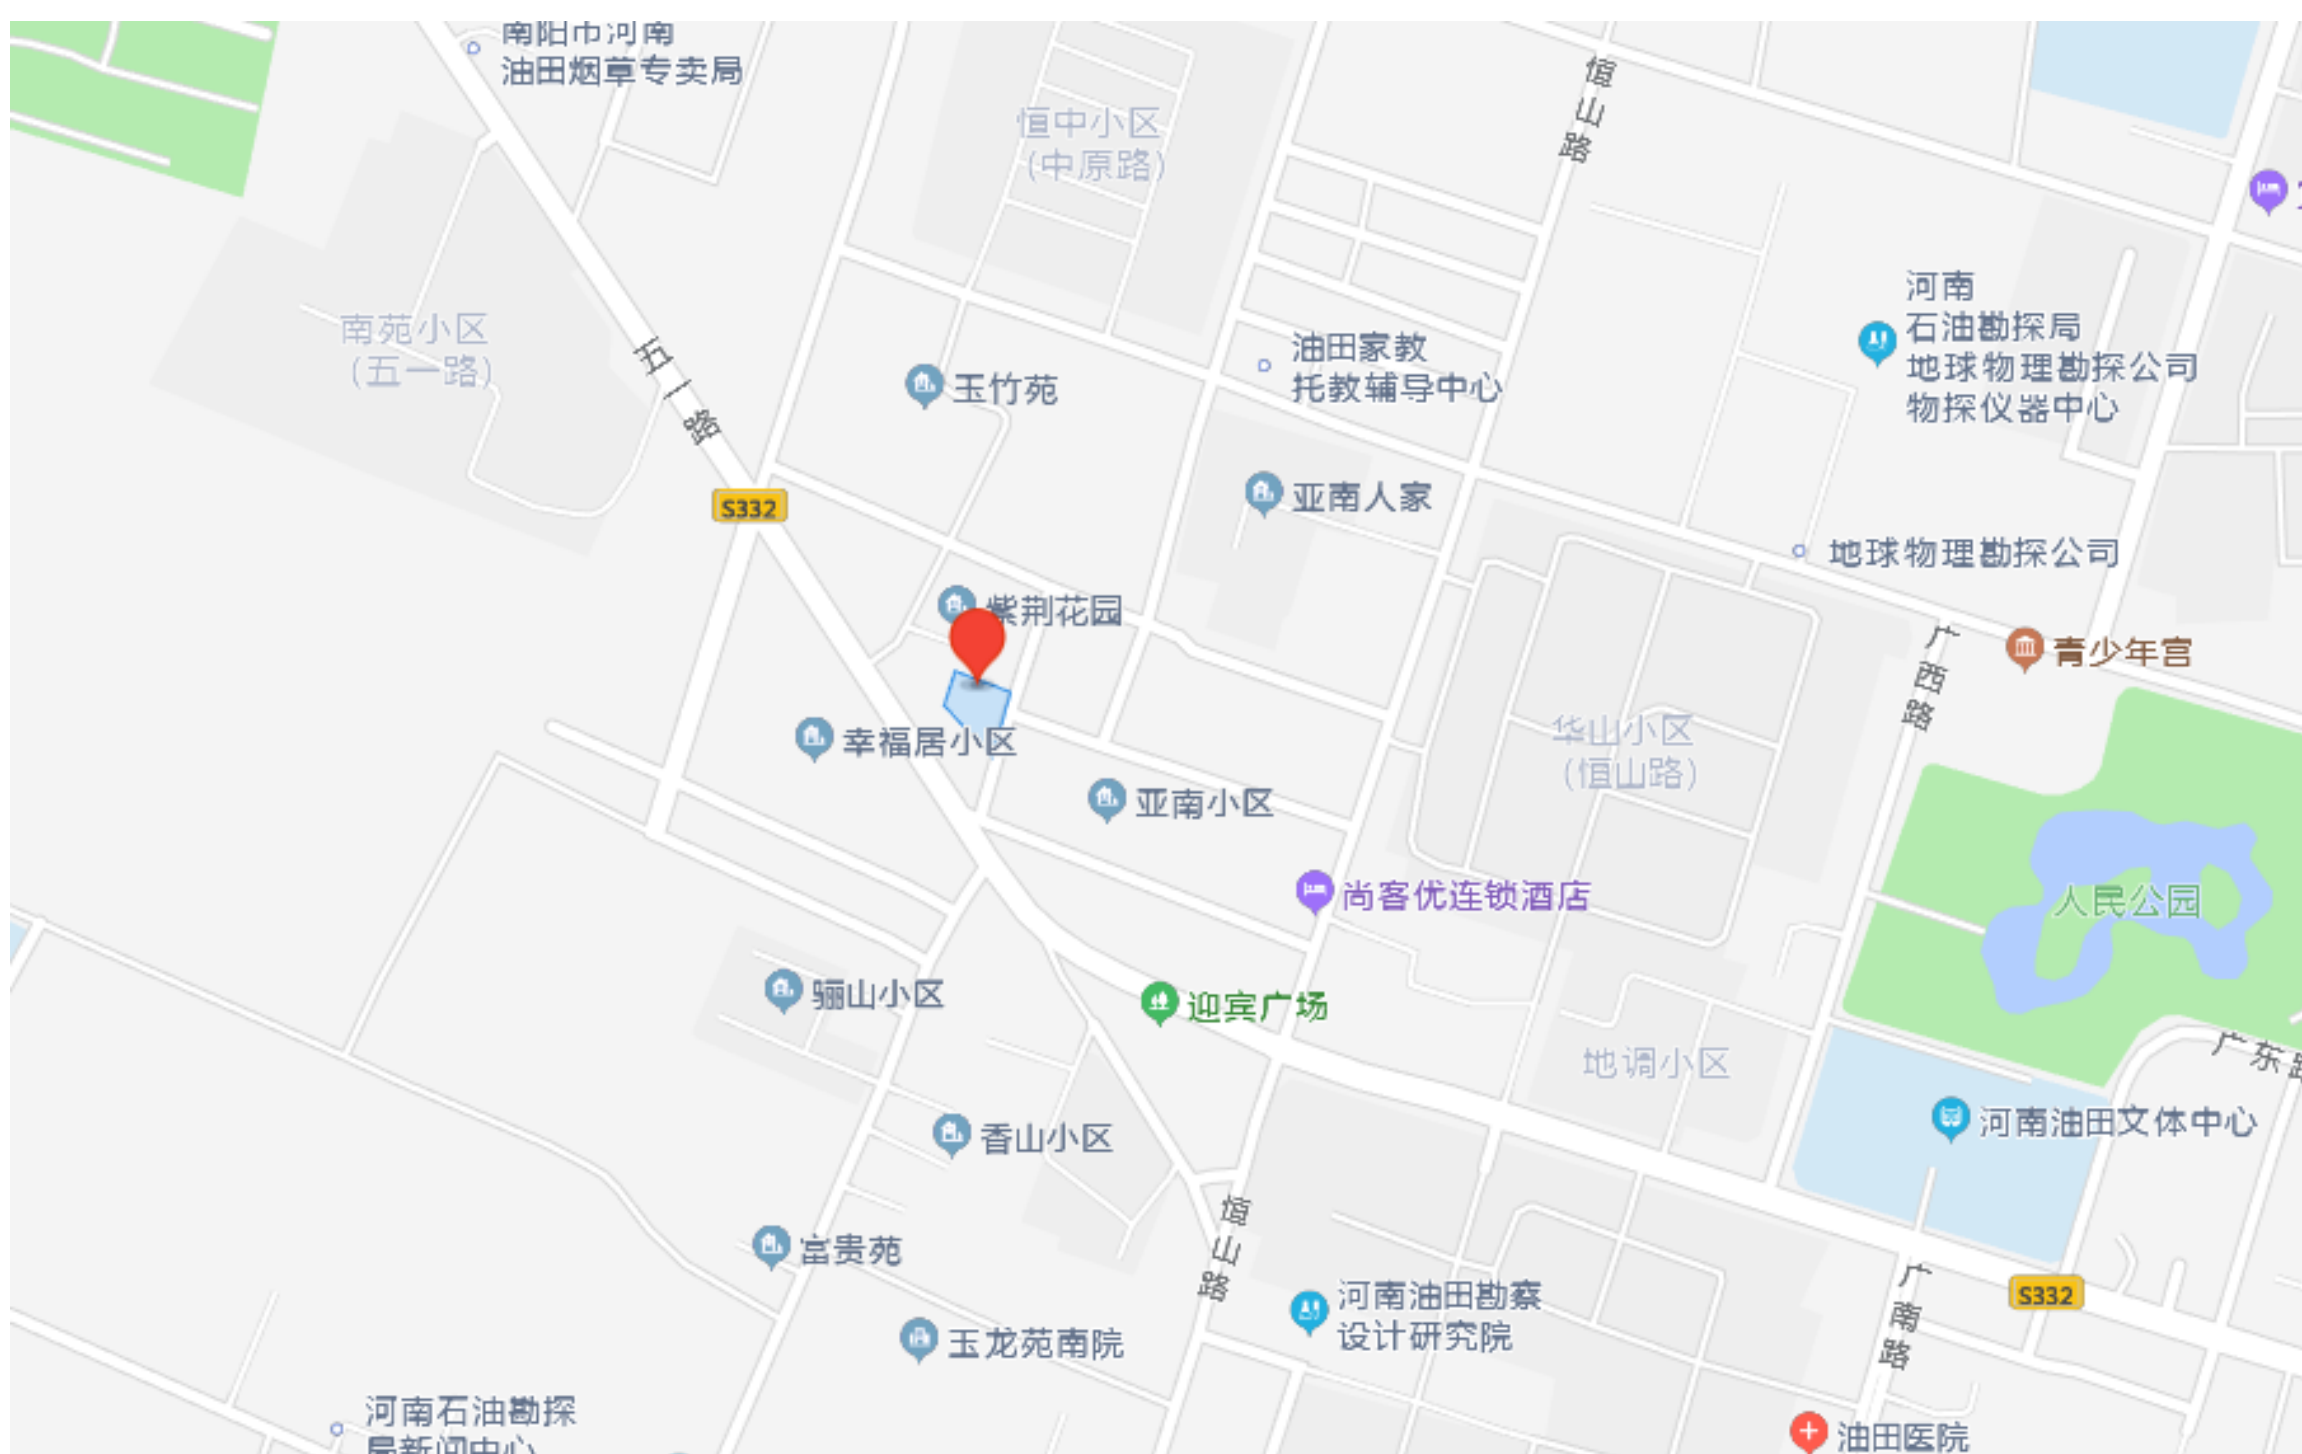 南阳市河南
油田烟草专卖局
恒中小区
(中原路)
恒山路
河南
石油勘探局
地球物理勘探公司
物探仪器中心
南苑小区
(五一路)
五一路
油田家教
托教辅导中心
玉竹苑
亚南人家
S332
地球物理勘探公司
紫荆花园
广西路
青少年宫
幸福居小区
华山小区
(恒山路)
亚南小区
尚客优连锁酒店
人民公园
骊山小区
迎宾广场
地调小区
广东路
河南油田文体中心
香山小区
恒山路
富贵苑
河南油田勘察
设计研究院
S332
广南路
玉龙苑南院
河南石油勘探
局新闻中心
油田医院